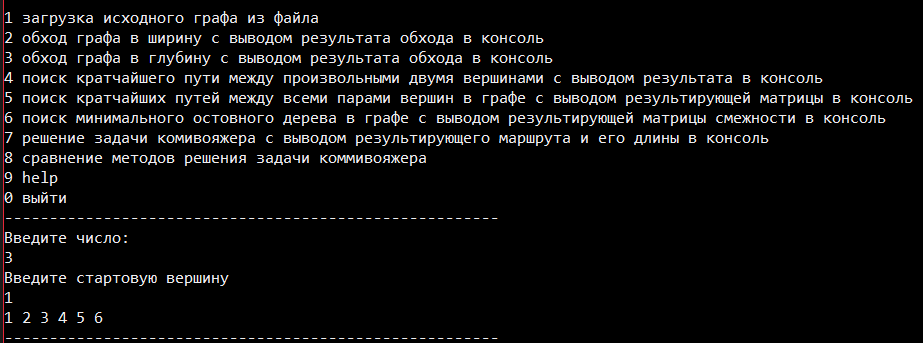 1 загрузка исходного графа из файла
2 обход графа в ширину с выводом результата обхода в консоль
3 обход графа в глубину с выводом результата обхода в консоль
4 поиск кратчайшего пути между произвольными двумя вершинами с выводом результата в консоль
5 поиск кратчайших путей между всеми парами вершин в графе с выводом результирующей матрицы в консоль
6 поиск минимального остовного дерева в графе с выводом результирующей матрицы смежности в консоль
7 решение задачи комивояжера с выводом результирующего маршрута и его длины в консоль
8 сравнение методов решения задачи коммивояжера
9 help
0 выйти
-------------------------------------------------------
Введите число:
3
Введите стартовую вершину
1
1 2 3 4 5 6
-------------------------------------------------------